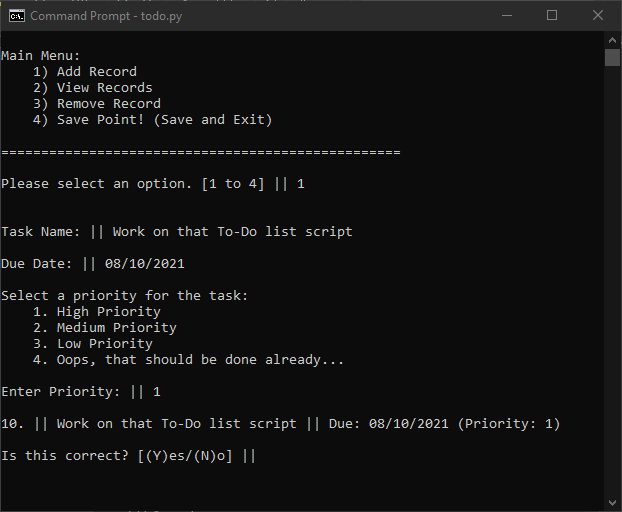 Command Prompt - todo.py
Main Menu:
1) Add Record
2) View Records
3) Remove Record
4) Save Point! (Save and Exit)
==================================================
Please select an option. [1 to 4] || 1
Task Name: || Work on that To-Do list script
Due Date: || 08/10/2021
Select a priority for the task:
1. High Priority
2. Medium Priority
3. Low Priority
4. Oops, that should be done already...
Enter Priority: || 1
10. || Work on that To-Do list script || Due: 08/10/2021 (Priority: 1)
Is this correct? [(Y)es/(N)o] ||